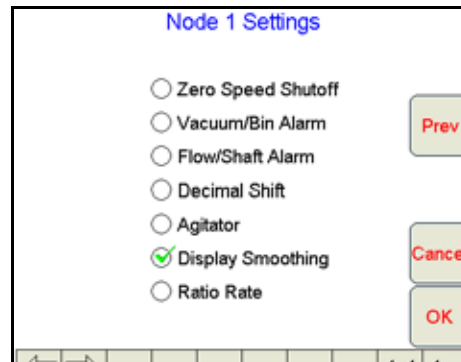 Node 1 Settings
Zero Speed Shutoff
Vacuum/Bin Alarm
Flow/Shaft Alarm
Decimal Shift
Agitator
Display Smoothing
Ratio Rate
Prev
Cance
OK